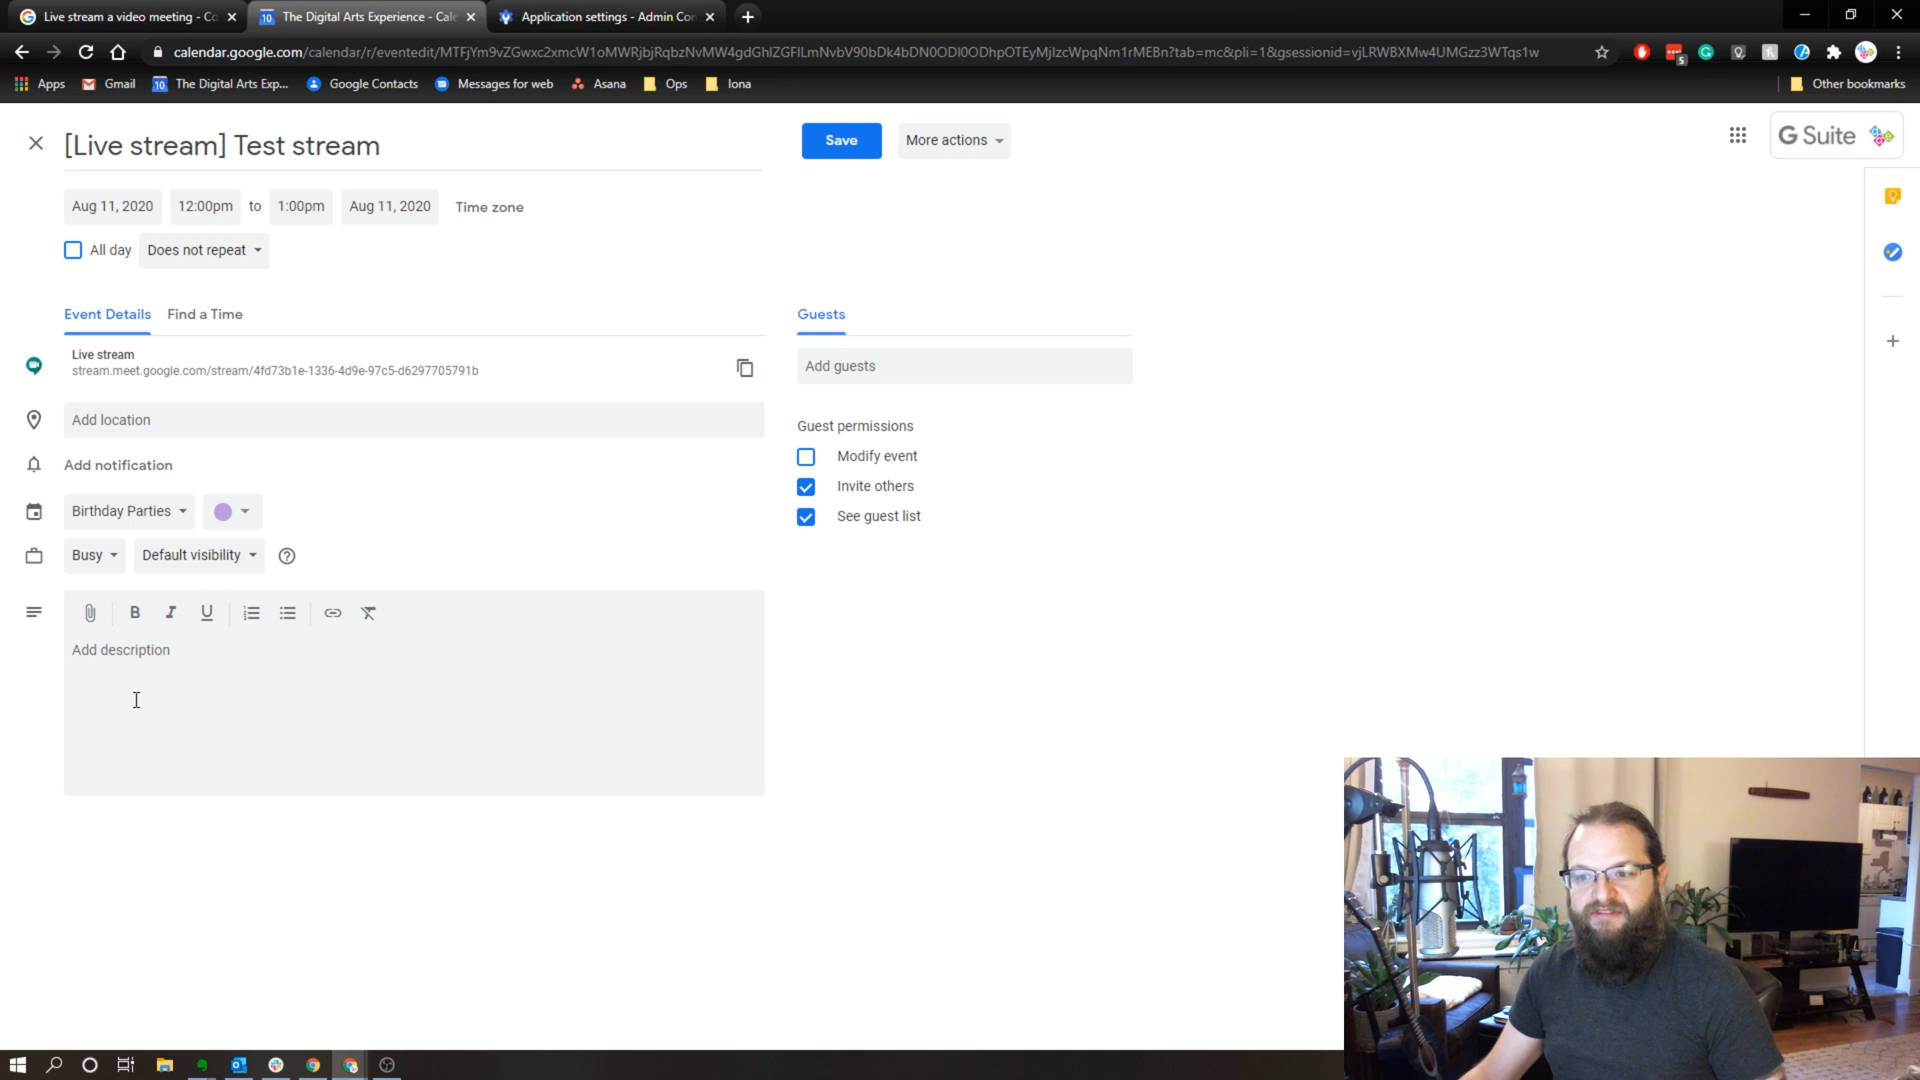 Live stream a video meeting - Co
The Digital Arts Experience - Cale
Application settings - Admin Con
calendar.google.com/calendar/r/eventedit/MTFjYm9vZGwxc2xmcW1oMWRjbjRqbzNvMW4gdGhlZGFlLmNvbV90bDk4bDN0ODl0ODhpOTEyMjIzcWpqNm1rMEBn?tab=mc&pli=1&gsessionid=vjLRWBXMw4UMGzz3WTqs1w
5
Apps
Gmail
10
The Digital Arts Exp...
Google Contacts
Messages for web
Asana
Ops
Iona
Other bookmarks
[Live stream] Test stream
Save
More actions
G Suite
Aug 11, 2020
12:00pm
to
1:00pm
Aug 11, 2020
Time zone
All day
Does not repeat
Event Details
Find a Time
Guests
Live stream
stream.meet.google.com/stream/4fd73b1e-1336-4d9e-97c5-d6297705791b
Add guests
Add location
Guest permissions
Modify event
Add notification
Invite others
Birthday Parties
See guest list
Busy
Default visibility
B I U
Add description